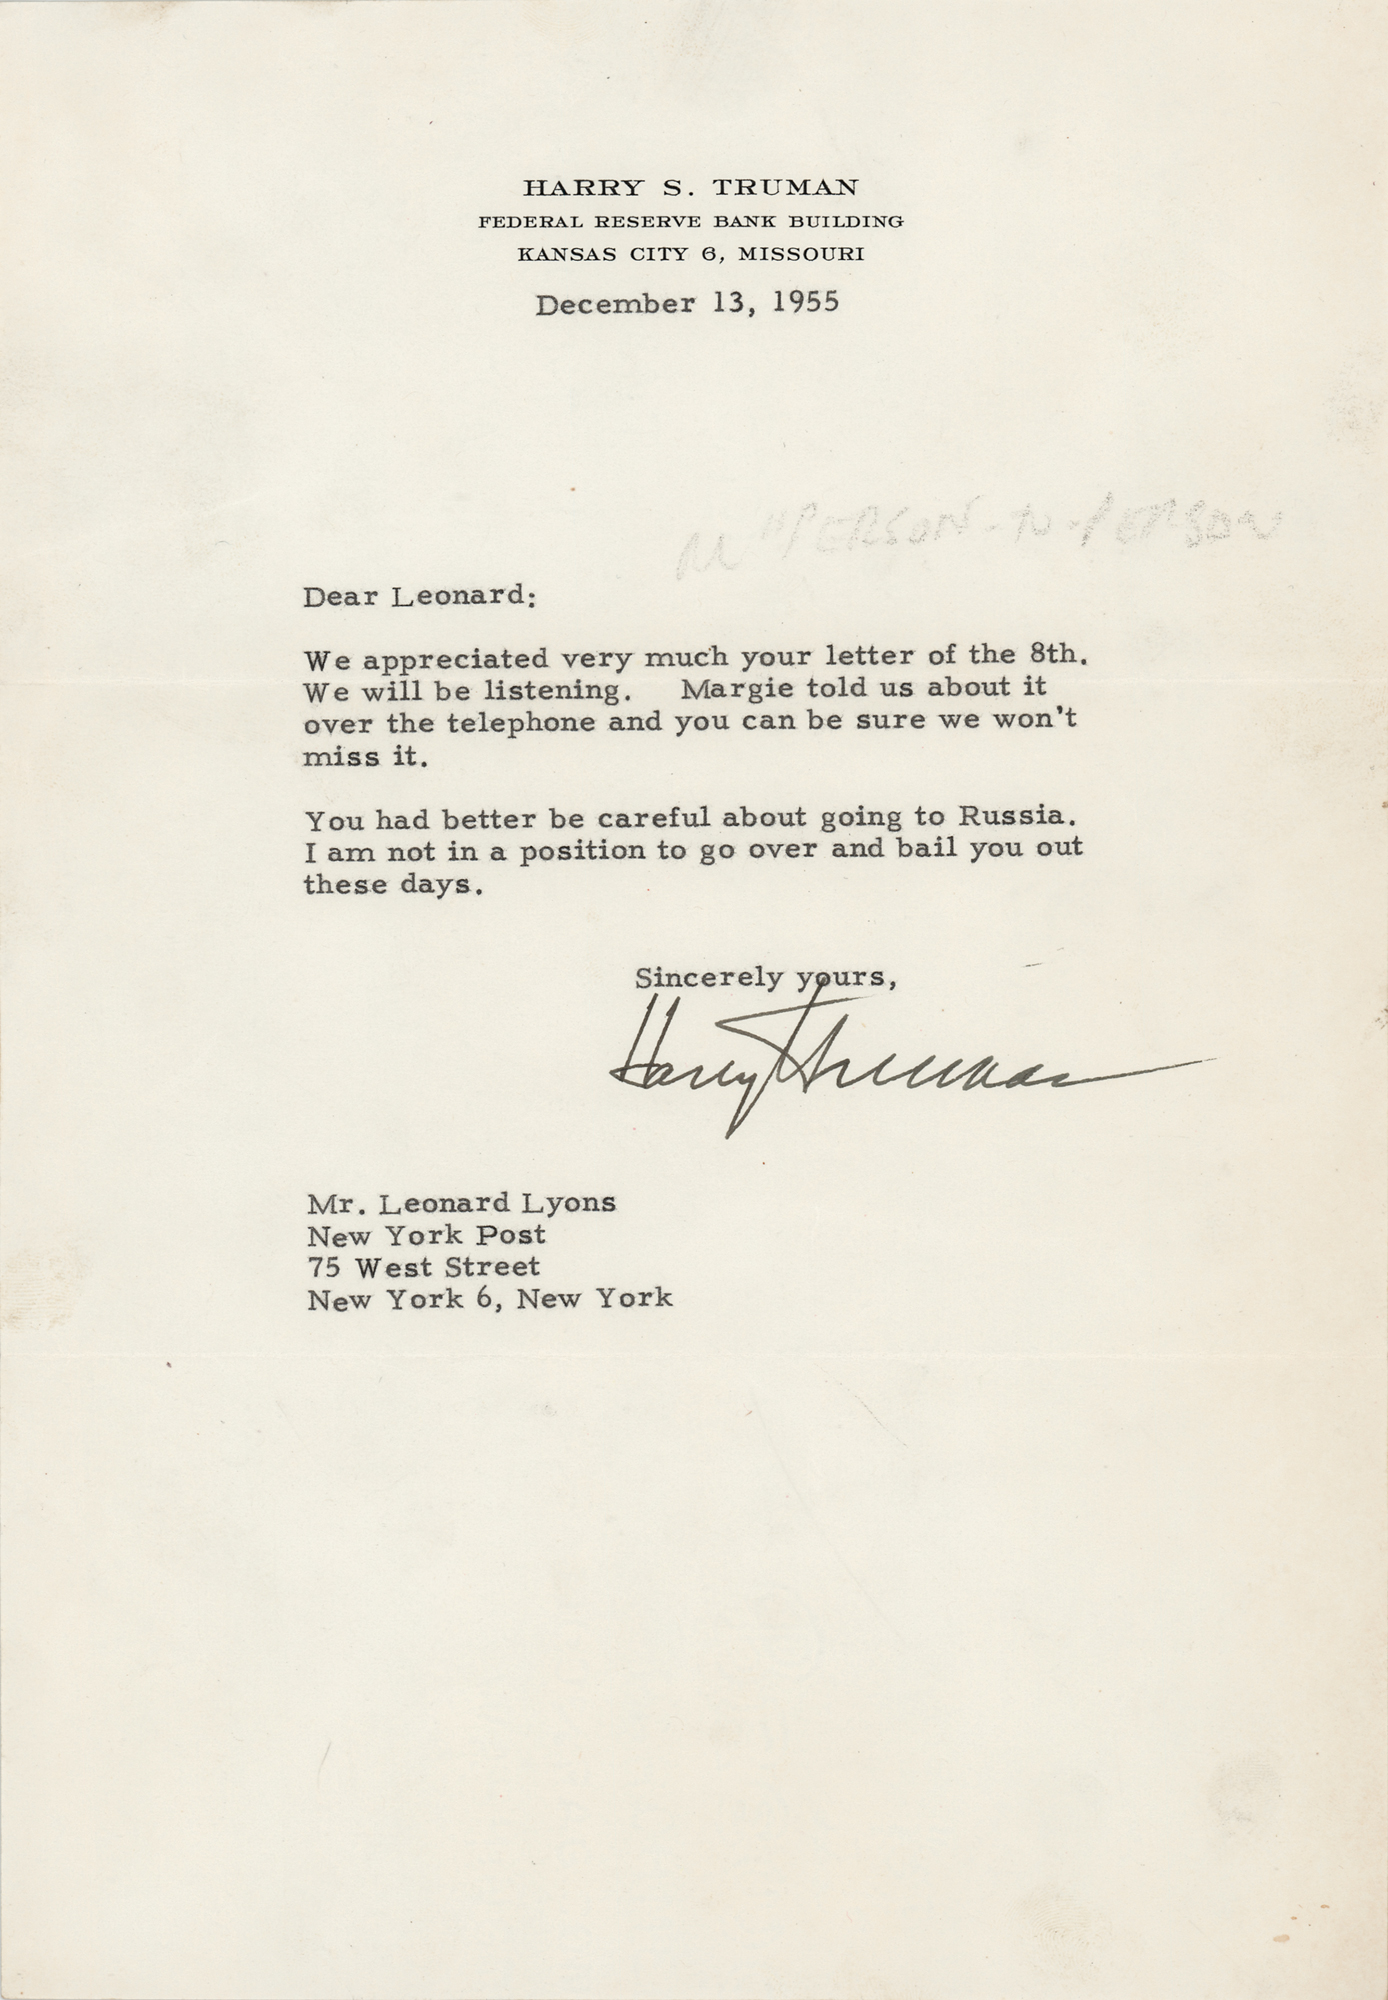 HARRY S. TRUMAN
FEDERAL RESERVE BANK BUILDING
KANSAS CITY 6, MISSOURI
December 13, 1955
"PERSON-TO-PERSON
Dear Leonard:
We appreciated very much your letter of the 8th.
We will be listening. Margie told us about it
over the telephone and you can be sure we won't
miss it.
You had better be careful about going to Russia.
I am not in a position to go over and bail you out
these days.
Sincerely yours,
Harry Truman
Mr. Leonard Lyons
New York Post
75 West Street
New York 6, New York